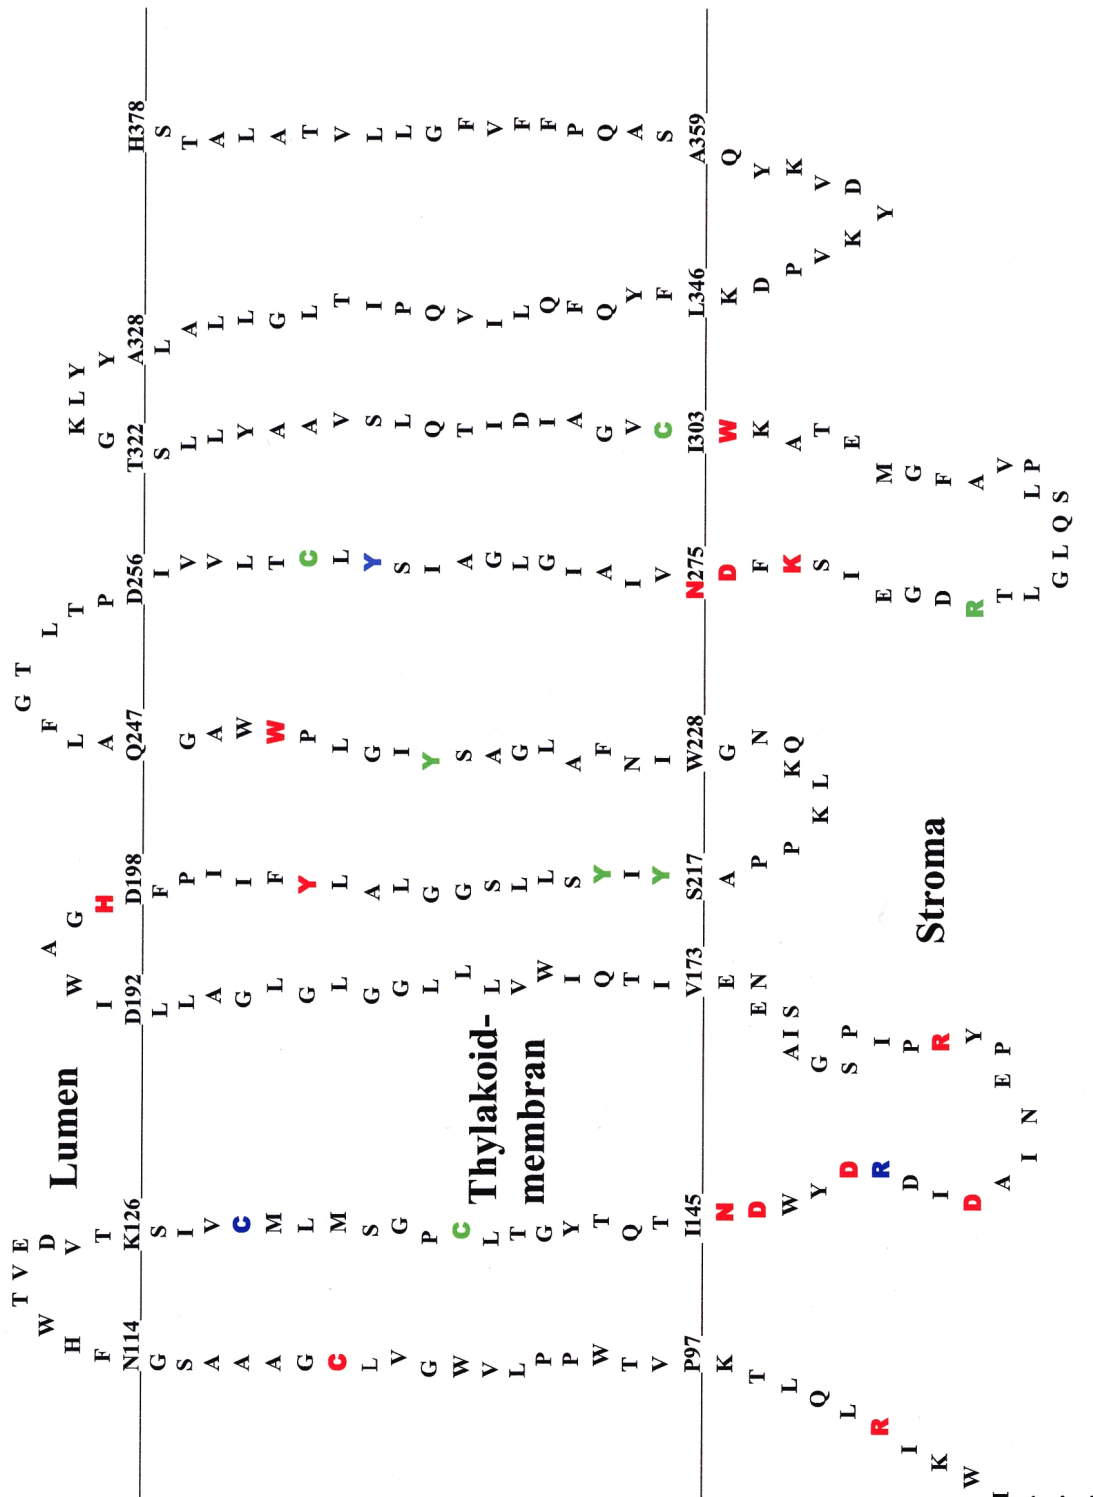 Lumen
Thylakoid-
membran
Stroma
W K I R L Q L T K
P97
V T W P P L V W G V L C G A A A S G
N114
F H W T V E D V T
K126
S I V C M L M S G P C L T G Y T Q T
I145
N D W Y D R D I D A I N E P Y R P I S P G A I S E N E
V173
I T Q I W V L L L G G L G L G A L L
D192
I W A G H
D198
F P I I F Y L A L G G S L L S Y I Y
S217
A P P K L K Q N G
W228
I N F A L G A S Y I G L P W W A G
Q247
A L F G T L T P
D256
I V V L T C L Y S I A G L G I A I V
N275
D F K S I E G D R T L G L Q S L P V A F G M E T A K W
I303
C V G A I D I T Q L S V A A Y L L S
T322
G K L Y Y
A328
L A L L G L T I P Q V I L Q F Q Y F
L346
K D P V K Y D V K Y Q
A359
S A Q P F F V F G L L V T A L A T S
H378